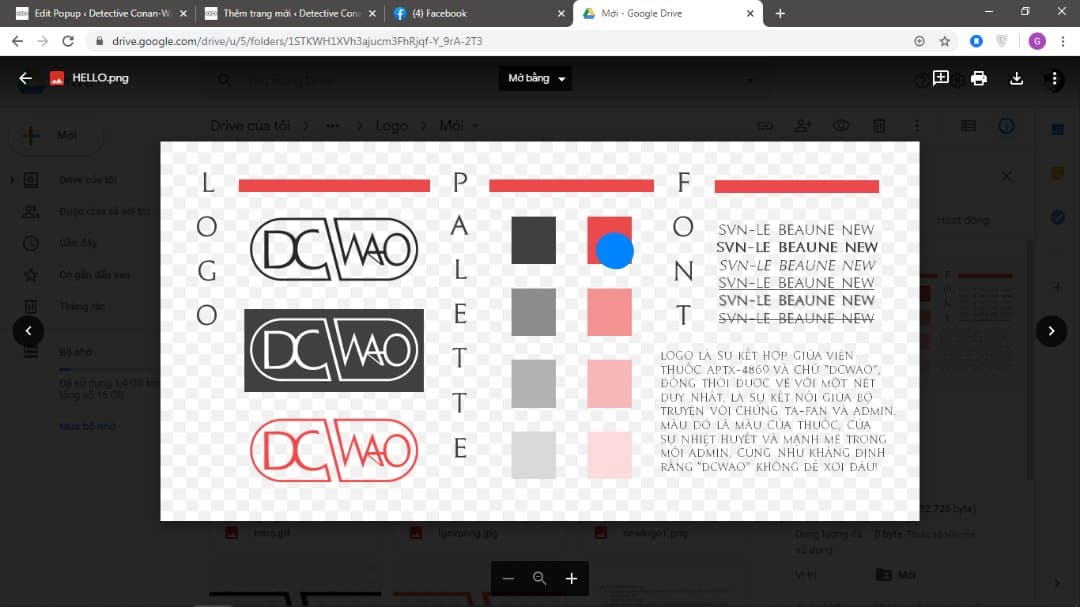 Edit Popup ‹ Detective Conan-W
Thêm trang mới ‹ Detective Cona
(4) Facebook
Mới - Google Drive
drive.google.com/drive/u/5/folders/1STKWH1XVh3ajucm3FhRjqf-Y_9rA-2T3
G
HELLO.png
Mở bằng
Drive của tôi
Logo
Mới
Mới
Drive của tôi
Được chia sẻ với tôi
Gần đây
Có gắn dấu sao
Thùng rác
Bộ nhớ
Đã sử dụng 1,4 GB
tổng số 15 GB
Mua bộ nhớ
Hoạt động
LOGO
DCWAO
DCWAO
DCWAO
PALETTE
FONT
SVN-LE BEAUNE NEW
SVN-LE BEAUNE NEW
SVN-LE BEAUNE NEW
SVN-LE BEAUNE NEW
SVN-LE BEAUNE NEW
SVN-LE BEAUNE NEW
LOGO LÀ SỰ KẾT HỢP GIỮA VIÊN
THUỐC APTX-4869 VÀ CHỮ "DCWAO",
ĐỒNG THỜI ĐƯỢC VẼ VỚI MỘT NÉT
DUY NHẤT, LÀ SỰ KẾT NỐI GIỮA BỘ
TRUYỆN VỚI CHÚNG TA-FAN VÀ ADMIN.
MÀU ĐỎ LÀ MÀU CỦA THUỐC, CỦA
SỰ NHIỆT HUYẾT VÀ MẠNH MẼ TRONG
MỖI ADMIN, CŨNG NHƯ KHẲNG ĐỊNH
RẰNG "DCWAO" KHÔNG DỄ XƠI ĐÂU!
intro.gif
lgovuong.jpg
newlogo1.png
byte)
Dung lượng đã
sử dụng
0 byte
Vị trí
Mới